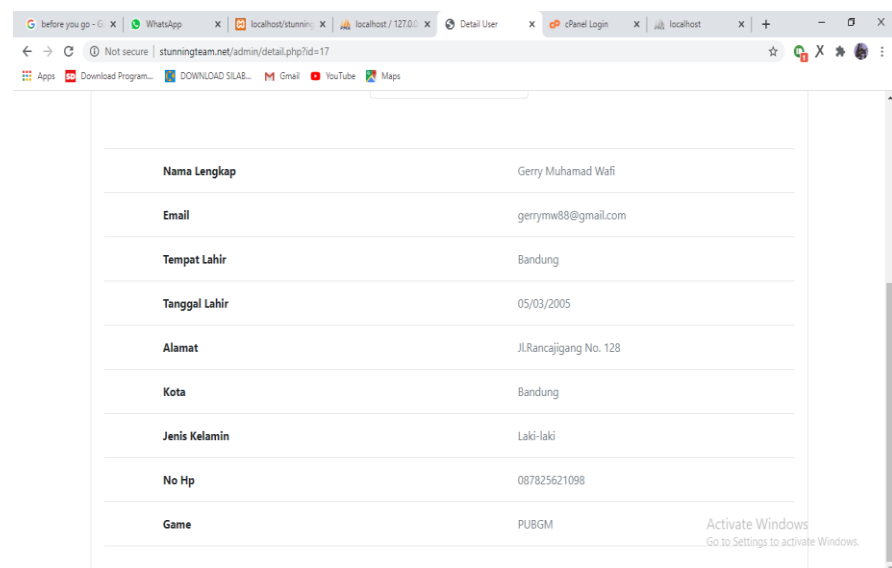 before you go - G
WhatsApp
localhost/stunning
localhost / 127.0.0
Detail User
cPanel Login
localhost
Not secure | stunningteam.net/admin/detail.php?id=17
Apps
Download Program...
DOWNLOAD SILAB...
Gmail
YouTube
Maps
Nama Lengkap Gerry Muhamad Wafi
Email gerrymw88@gmail.com
Tempat Lahir Bandung
Tanggal Lahir 05/03/2005
Alamat Jl.Rancajigang No. 128
Kota Bandung
Jenis Kelamin Laki-laki
No Hp 087825621098
Game PUBGM
Activate Windows
Go to Settings to activate Windows.